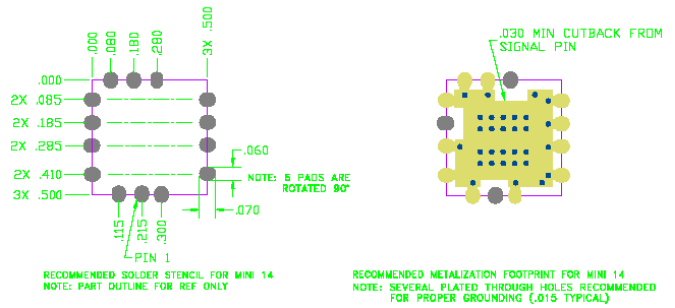 .000
.080
.180
.280
3X .500
.000
2X .085
2X .185
2X .285
2X .410
3X .500
.060
NOTE: 6 PADS ARE
ROTATED 90°
.070
.115
.215
.300
PIN 1
RECOMMENDED SOLDER STENCIL FOR MINI 14
NOTE: PART OUTLINE FOR REF ONLY
.030 MIN CUTBACK FROM
SIGNAL PIN
RECOMMENDED METALIZATION FOOTPRINT FOR MINI 14
NOTE: SEVERAL PLATED THROUGH HOLES RECOMMENDED
FOR PROPER GROUNDING (.015 TYPICAL)